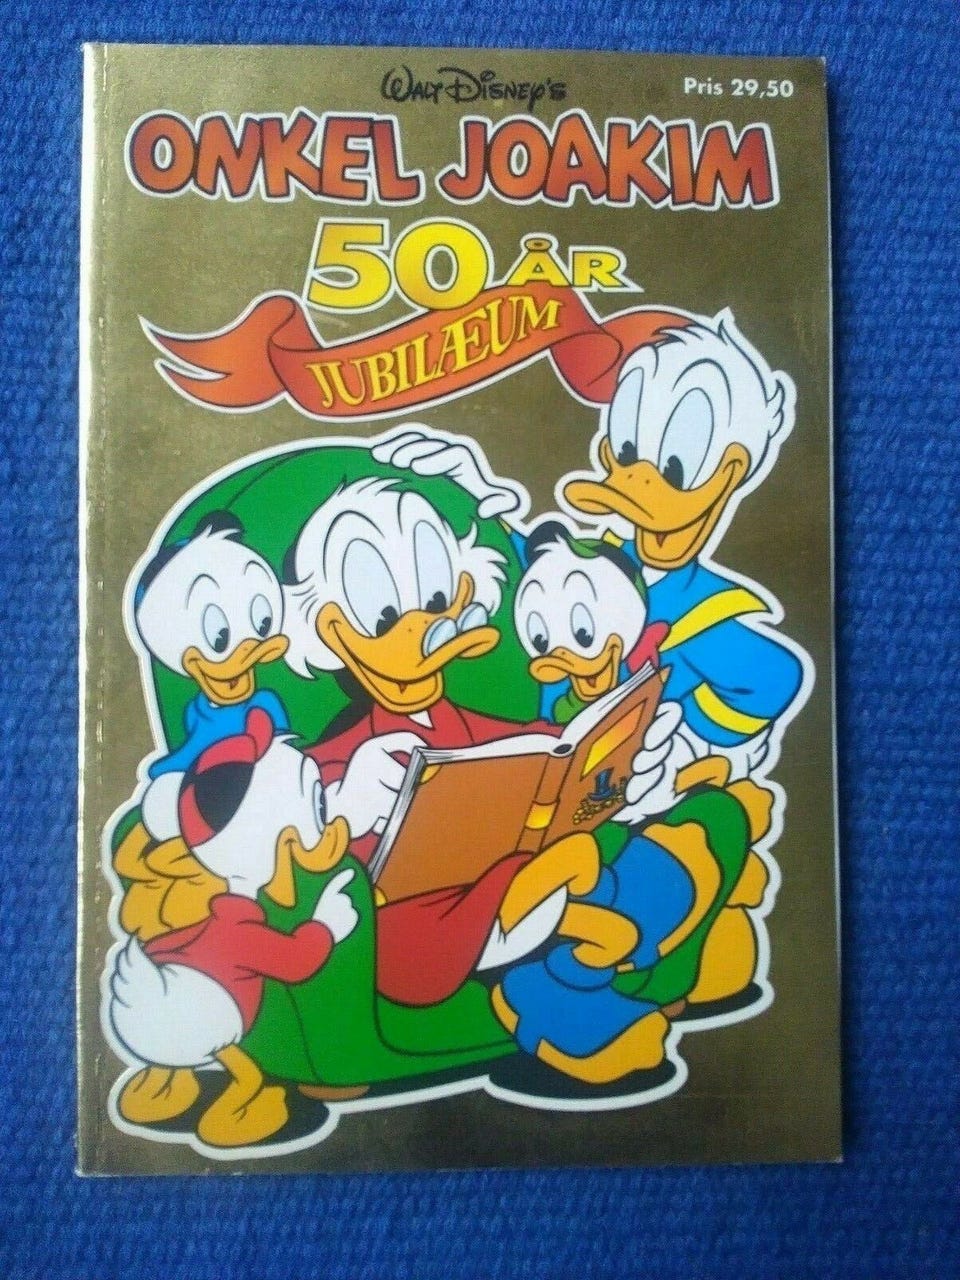 Walt Disney's
Pris 29,50
ONKEL JOAKIM
50 ÅR
JUBILÆUM